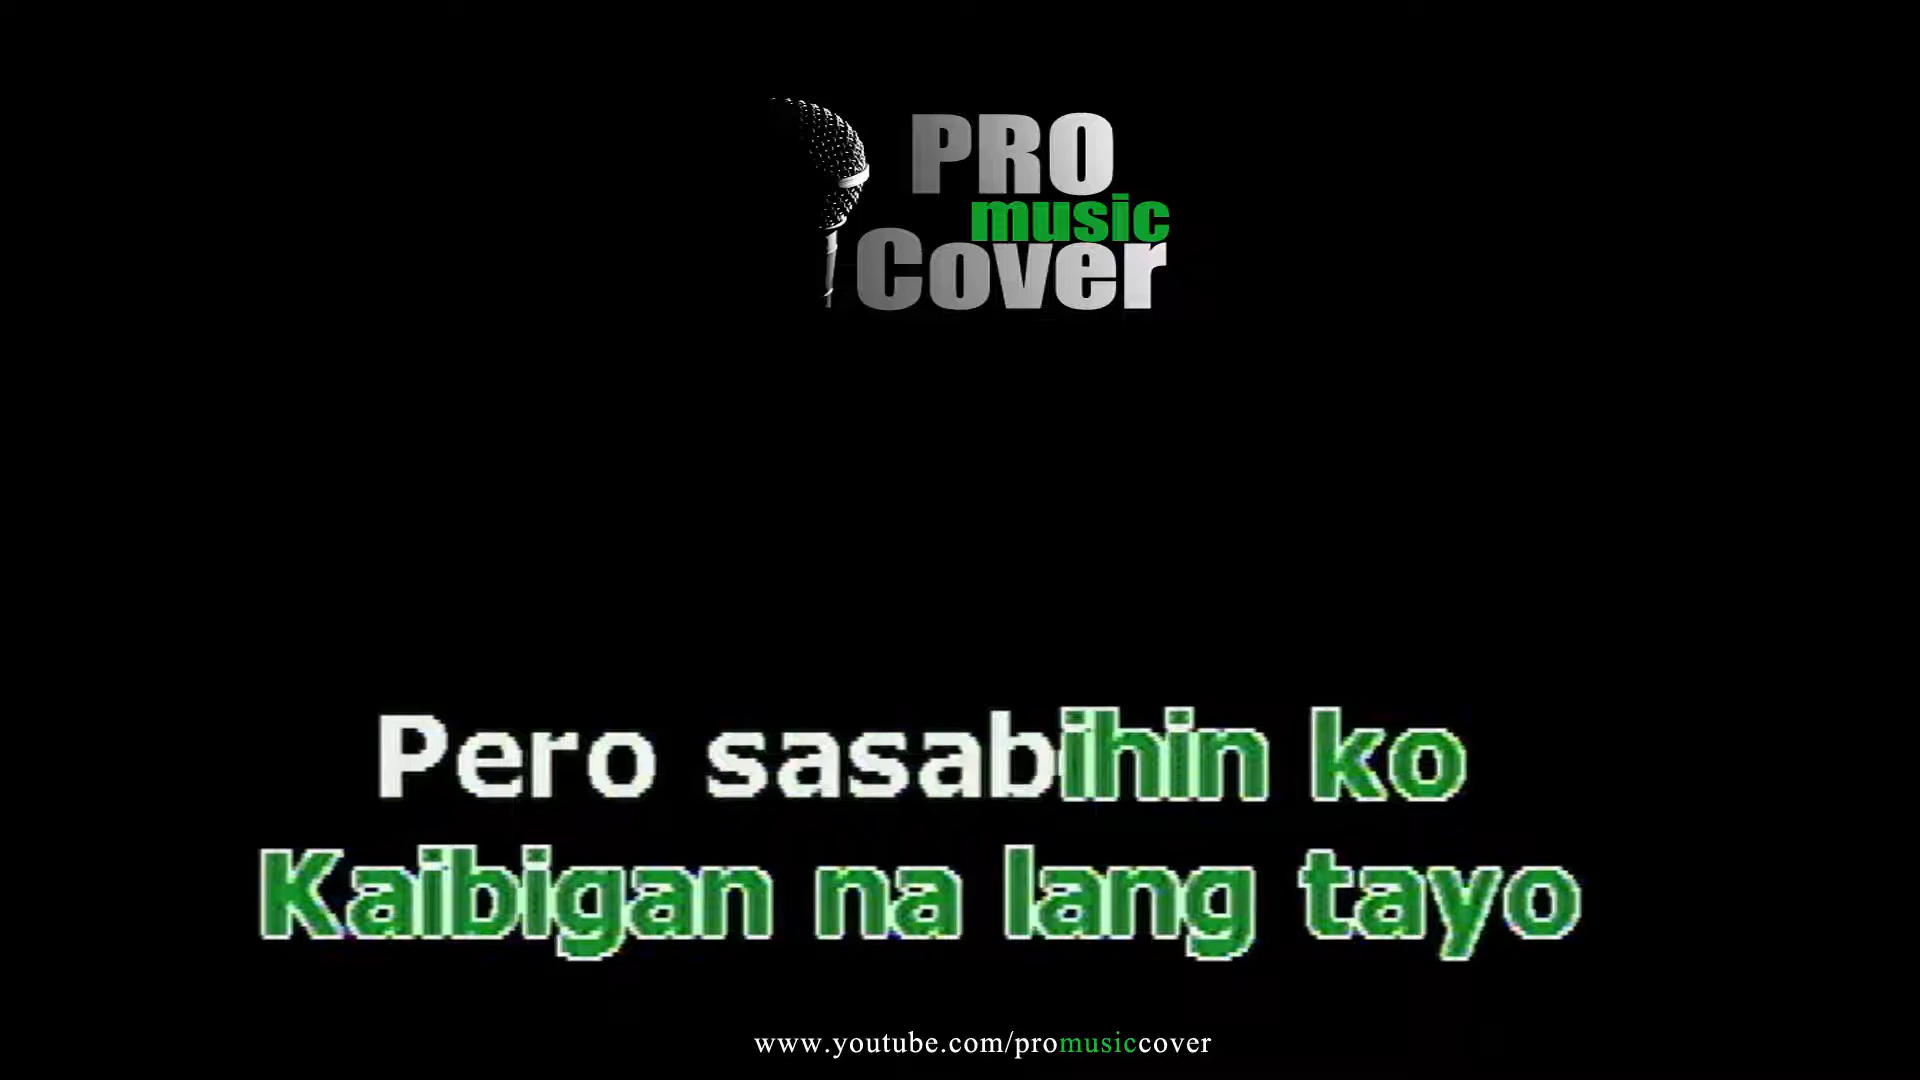 PRO
music
Cover
Pero sasabihin ko
Kaibigan na lang tayo
www.youtube.com/promusiccover